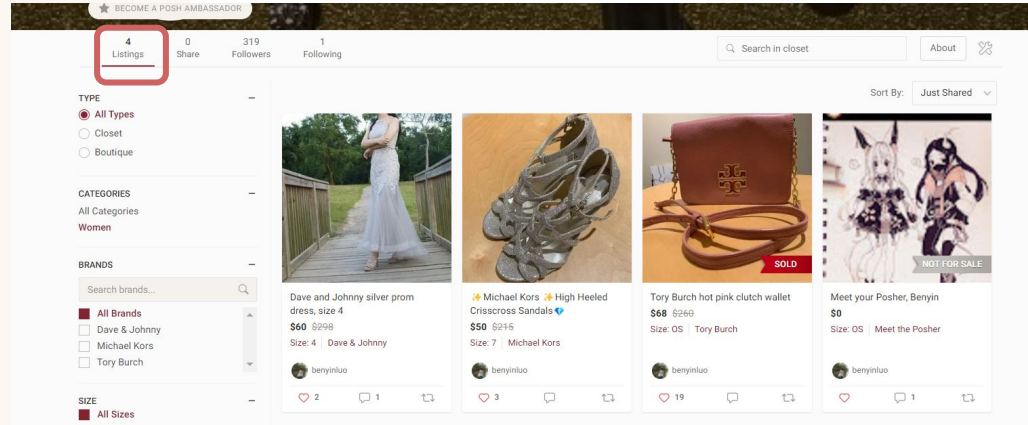 BECOME A POSH AMBASSADOR
4 0 319 1
Listings Share Followers Following
Search in closet
About
Sort By: Just Shared
TYPE
All Types
Closet
Boutique
CATEGORIES
All Categories
Women
BRANDS
Search brands...
All Brands
Dave & Johnny
Michael Kors
Tory Burch
SIZE
All Sizes
Dave and Johnny silver prom
dress, size 4
$60 $298
Size: 4 Dave & Johnny
benyinluo
2
✨Michael Kors ✨High Heeled
Crisscross Sandals💎
$50 $215
Size: 7 Michael Kors
benyinluo
3
SOLD
Tory Burch hot pink clutch wallet
$68 $260
Size: OS Tory Burch
benyinluo
19
NOT FOR SALE
Meet your Posher, Benyin
$0
Size: OS Meet the Posher
benyinluo
1